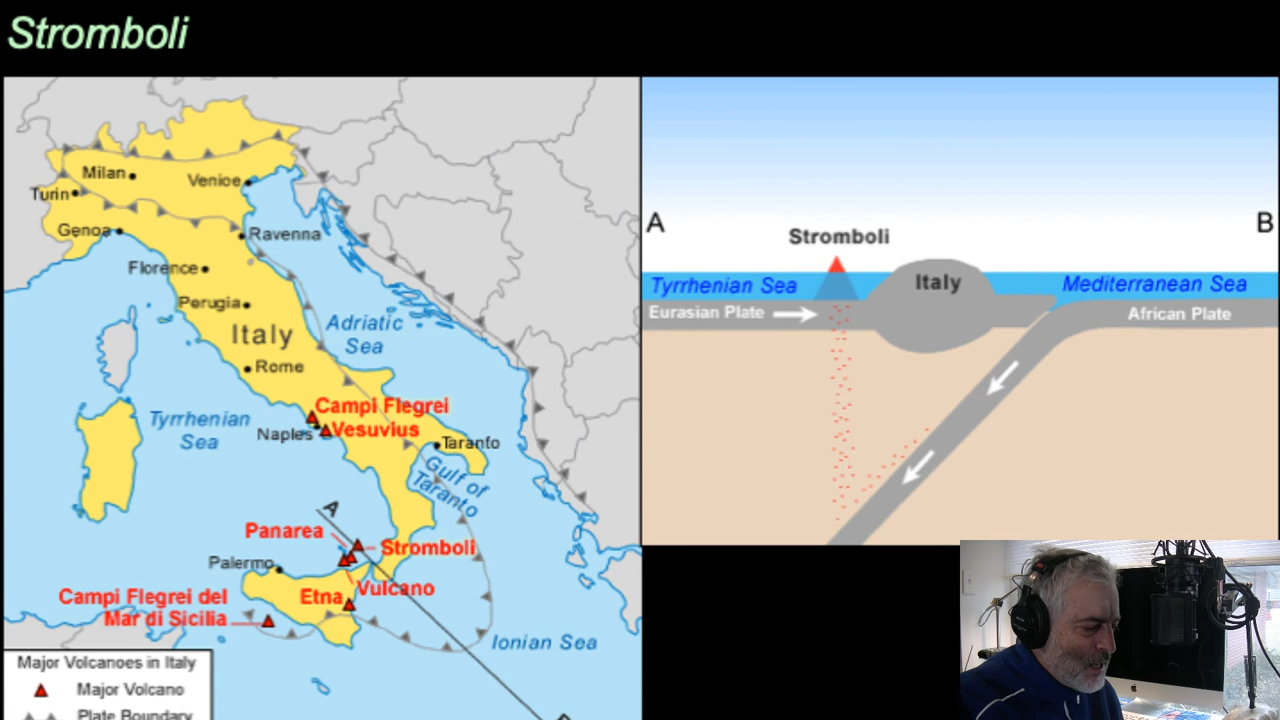 Stromboli
Milan
Venice
Turin
Genoa
Ravenna
Florence
Perugia
Italy
Adriatic
Sea
Rome
Tyrrhenian
Sea
Campi Flegrei
Naples
Vesuvius
Taranto
Gulf of
Taranto
A
Panarea
Stromboli
Palermo
Vulcano
Campi Flegrei del
Mar di Sicilia
Etna
Ionian Sea
Major Volcanoes in Italy
Major Volcano
Plate Boundary
A
B
Stromboli
Tyrrhenian Sea
Italy
Mediterranean Sea
Eurasian Plate
African Plate